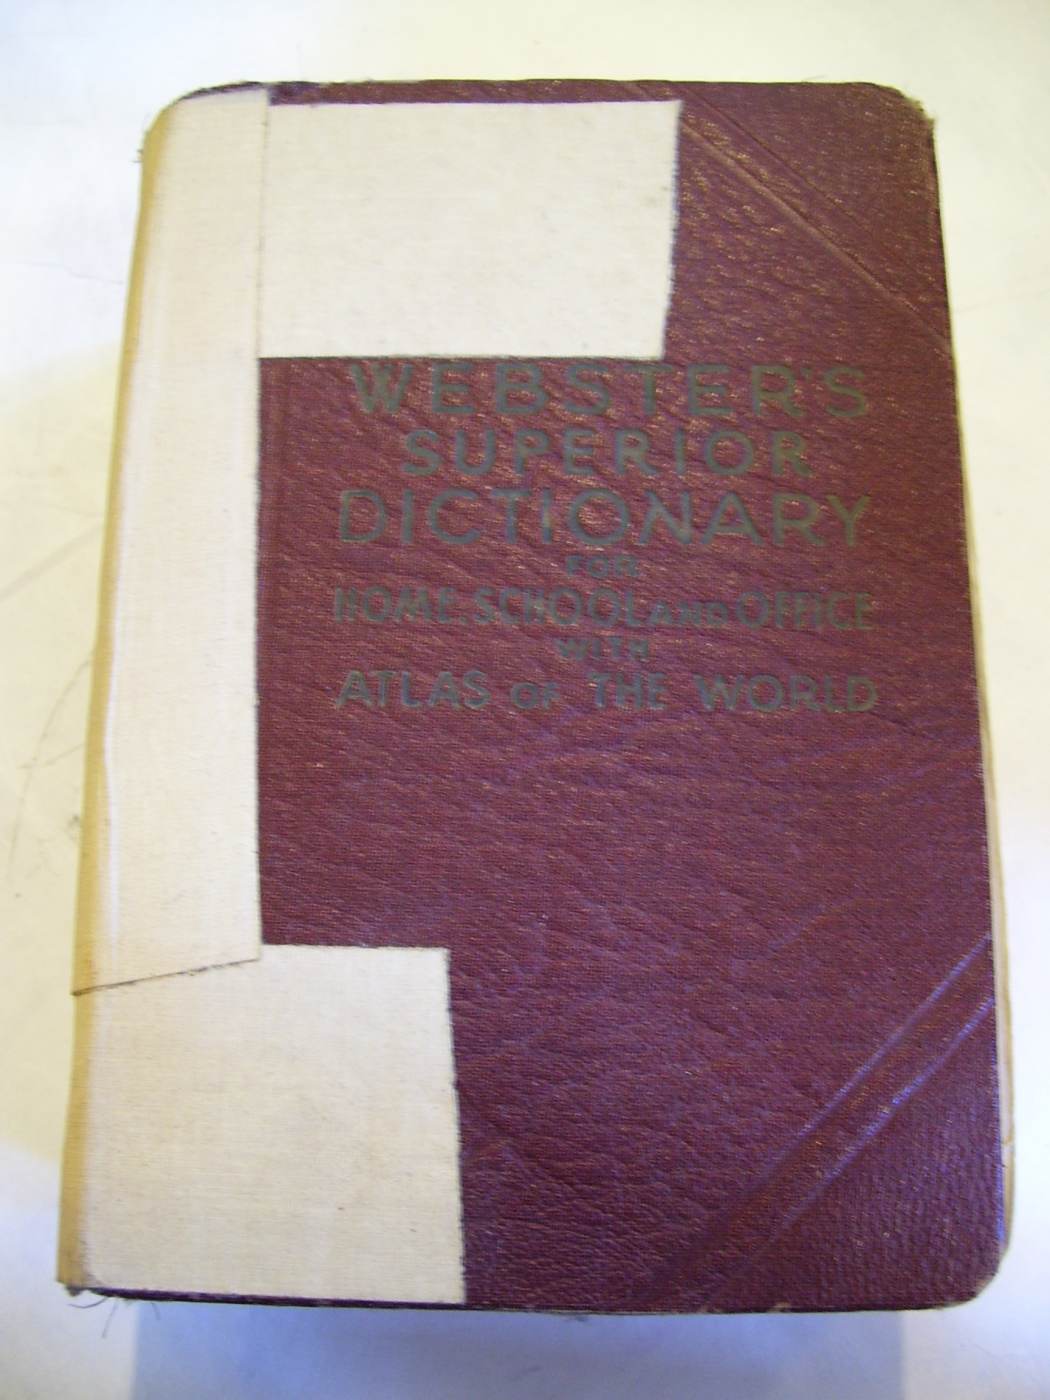 WEBSTER'S
SUPERIOR
DICTIONARY
FOR
HOME, SCHOOL AND OFFICE
WITH
ATLAS OF THE WORLD